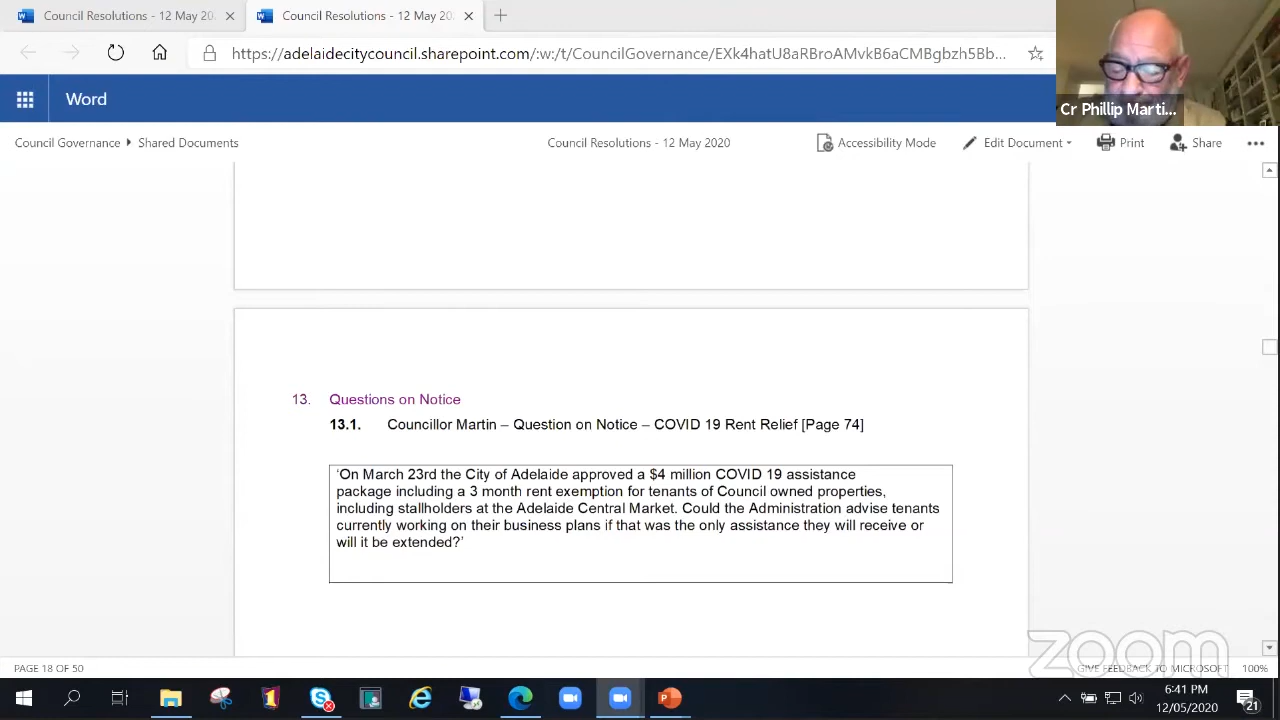 Council Resolutions - 12 May 202
Council Resolutions - 12 May 202
https://adelaidecitycouncil.sharepoint.com/:w:/t/CouncilGovernance/EXk4hatU8aRBroAMvkB6aCMBgbzh5Bb...
Cr Phillip Marti...
Word
Council Governance
Shared Documents
Council Resolutions - 12 May 2020
Accessibility Mode
Edit Document
Print
Share
13. Questions on Notice
13.1. Councillor Martin – Question on Notice – COVID 19 Rent Relief [Page 74]
‘On March 23rd the City of Adelaide approved a $4 million COVID 19 assistance
package including a 3 month rent exemption for tenants of Council owned properties,
including stallholders at the Adelaide Central Market. Could the Administration advise tenants
currently working on their business plans if that was the only assistance they will receive or
will it be extended?’
zoom
PAGE 18 OF 50
GIVE FEEDBACK TO MICROSOFT
100%
6:41 PM
12/05/2020
21